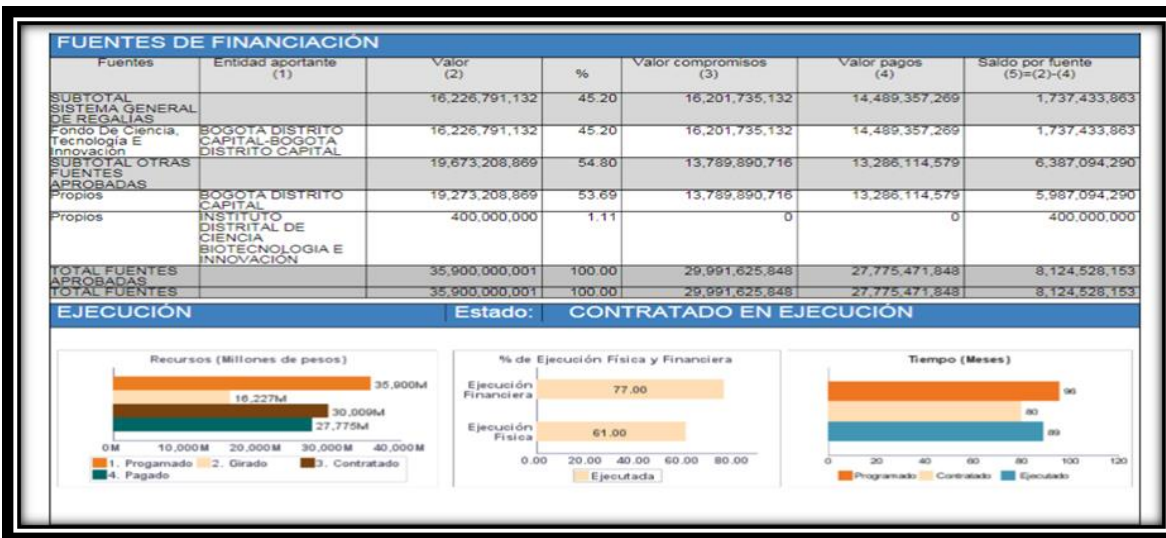 FUENTES DE FINANCIACIÓN
Fuentes Entidad aportante (1) Valor (2) % Valor compromisos (3) Valor pagos (4) Saldo por fuente (5)=(2)-(4)
SUBTOTAL SISTEMA GENERAL DE REGALÍAS 16,226,791,132 45.20 16,201,735,132 14,489,357,269 1,737,433,863
Fondo De Ciencia, Tecnología E Innovación BOGOTA DISTRITO CAPITAL-BOGOTA DISTRITO CAPITAL 16,226,791,132 45.20 16,201,735,132 14,489,357,269 1,737,433,863
SUBTOTAL OTRAS FUENTES APROBADAS 19,673,208,869 54.80 13,789,890,716 13,286,114,579 6,387,094,290
Propios BOGOTA DISTRITO CAPITAL 19,273,208,869 53.69 13,789,890,716 13,286,114,579 5,987,094,290
Propios INSTITUTO DISTRITAL DE CIENCIA BIOTECNOLOGIA E INNOVACIÓN 400,000,000 1.11 0 0 400,000,000
TOTAL FUENTES APROBADAS 35,900,000,001 100.00 29,991,625,848 27,775,471,848 8,124,528,153
TOTAL FUENTES 35,900,000,001 100.00 29,991,625,848 27,775,471,848 8,124,528,153
EJECUCIÓN Estado: CONTRATADO EN EJECUCIÓN
Recursos (Millones de pesos)
35,900M
16,227M
30,009M
27,775M
0M 10,000M 20,000M 30,000M 40,000M
1. Progamado 2. Girado 3. Contratado
4. Pagado
% de Ejecución Física y Financiera
Ejecución Financiera 77.00
Ejecución Física 61.00
0.00 20.00 40.00 60.00 80.00
Ejecutada
Tiempo (Meses)
96
80
89
0 20 40 60 80 100 120
Programado Contratado Ejecutado